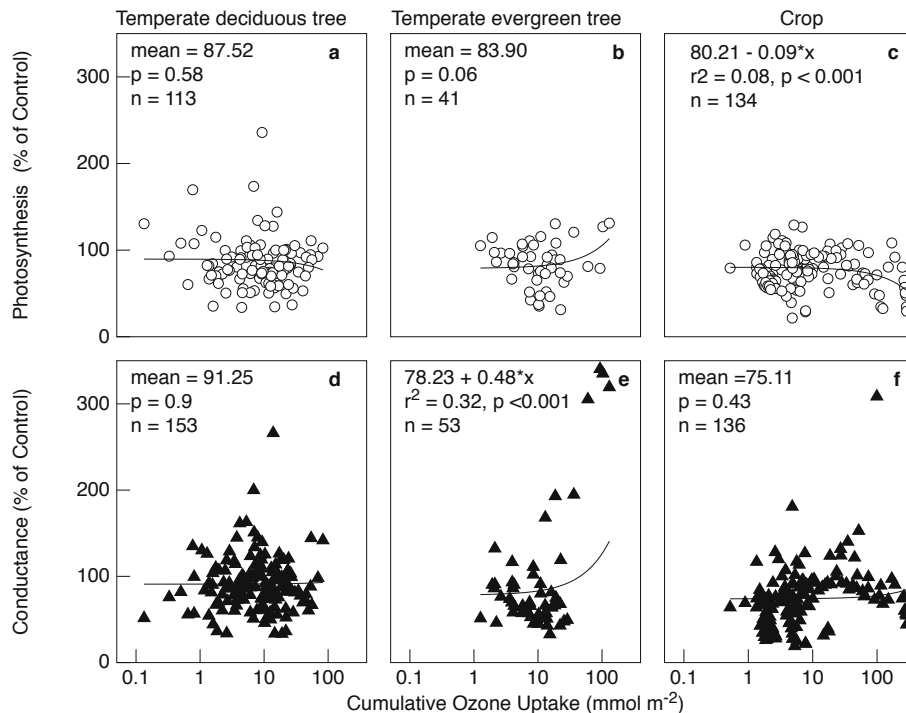 Temperate deciduous tree
Temperate evergreen tree
Crop
Photosynthesis (% of Control)
300
200
100
0
mean = 87.52
p = 0.58
n = 113
a
mean = 83.90
p = 0.06
n = 41
b
80.21 - 0.09*x
r2 = 0.08, p < 0.001
n = 134
c
Conductance (% of Control)
300
200
100
0
mean = 91.25
p = 0.9
n = 153
d
78.23 + 0.48*x
r² = 0.32, p <0.001
n = 53
e
mean =75.11
p = 0.43
n = 136
f
0.1 1 10 100
0.1 1 10 100
0.1 1 10 100
Cumulative Ozone Uptake (mmol m⁻²)